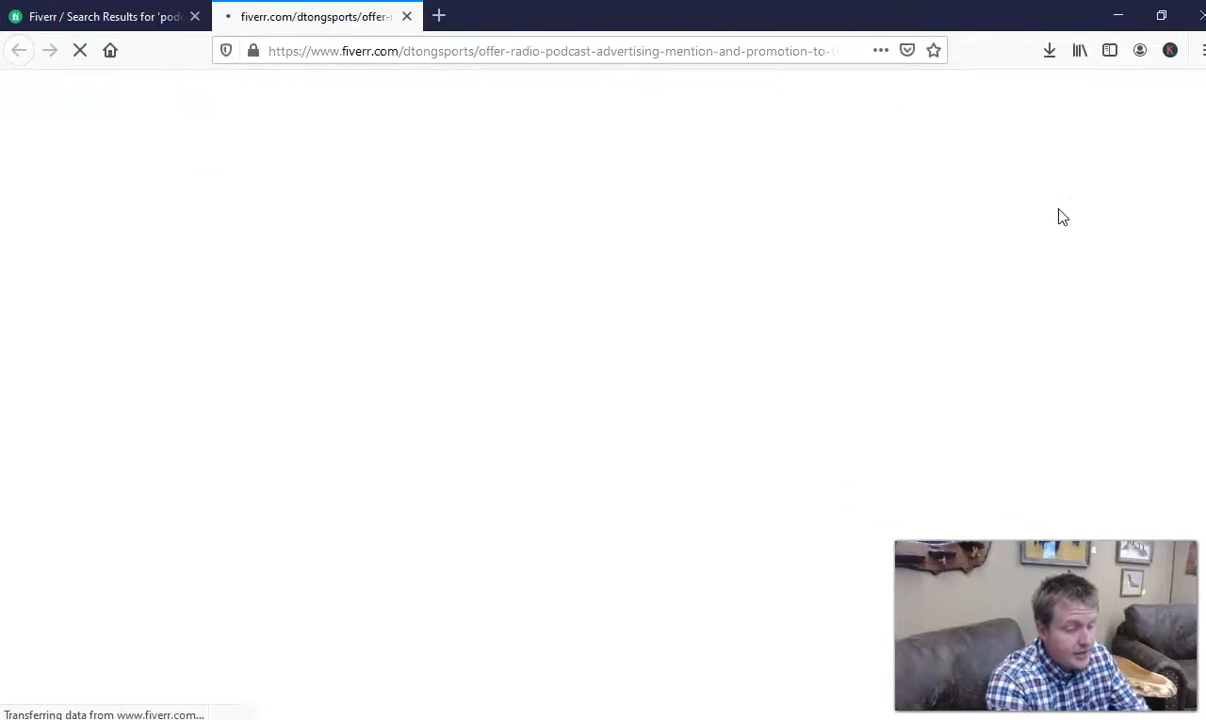 Fiverr / Search Results for 'pod
fiverr.com/dtongsports/offer-
https://www.fiverr.com/dtongsports/offer-radio-podcast-advertising-mention-and-promotion-to-
K
Transferring data from www.fiverr.com...